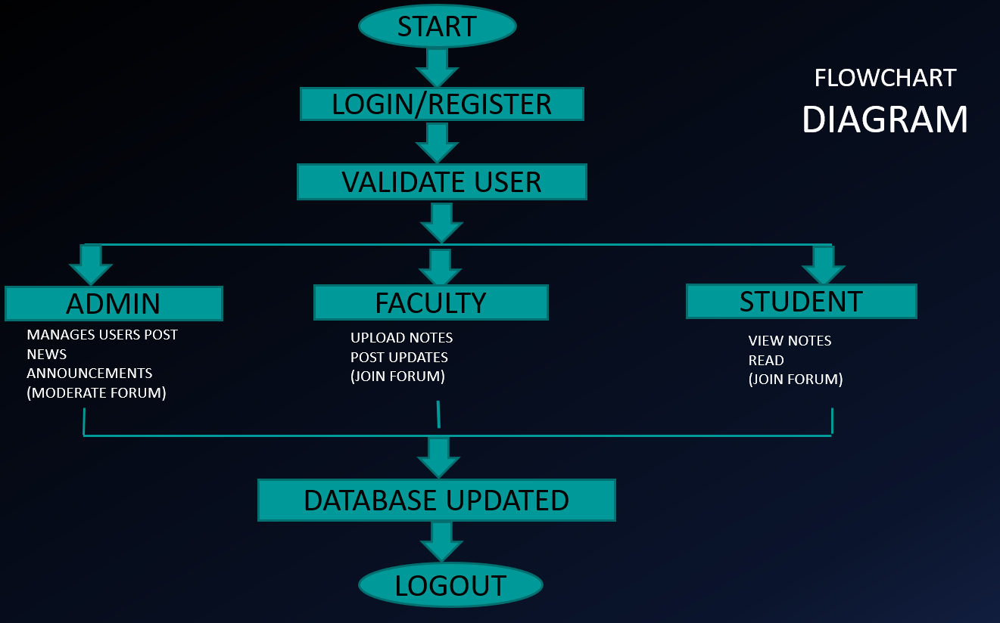 START
FLOWCHART
DIAGRAM
LOGIN/REGISTER
VALIDATE USER
ADMIN
MANAGES USERS POST
NEWS
ANNOUNCEMENTS
(MODERATE FORUM)
FACULTY
UPLOAD NOTES
POST UPDATES
(JOIN FORUM)
STUDENT
VIEW NOTES
READ
(JOIN FORUM)
DATABASE UPDATED
LOGOUT